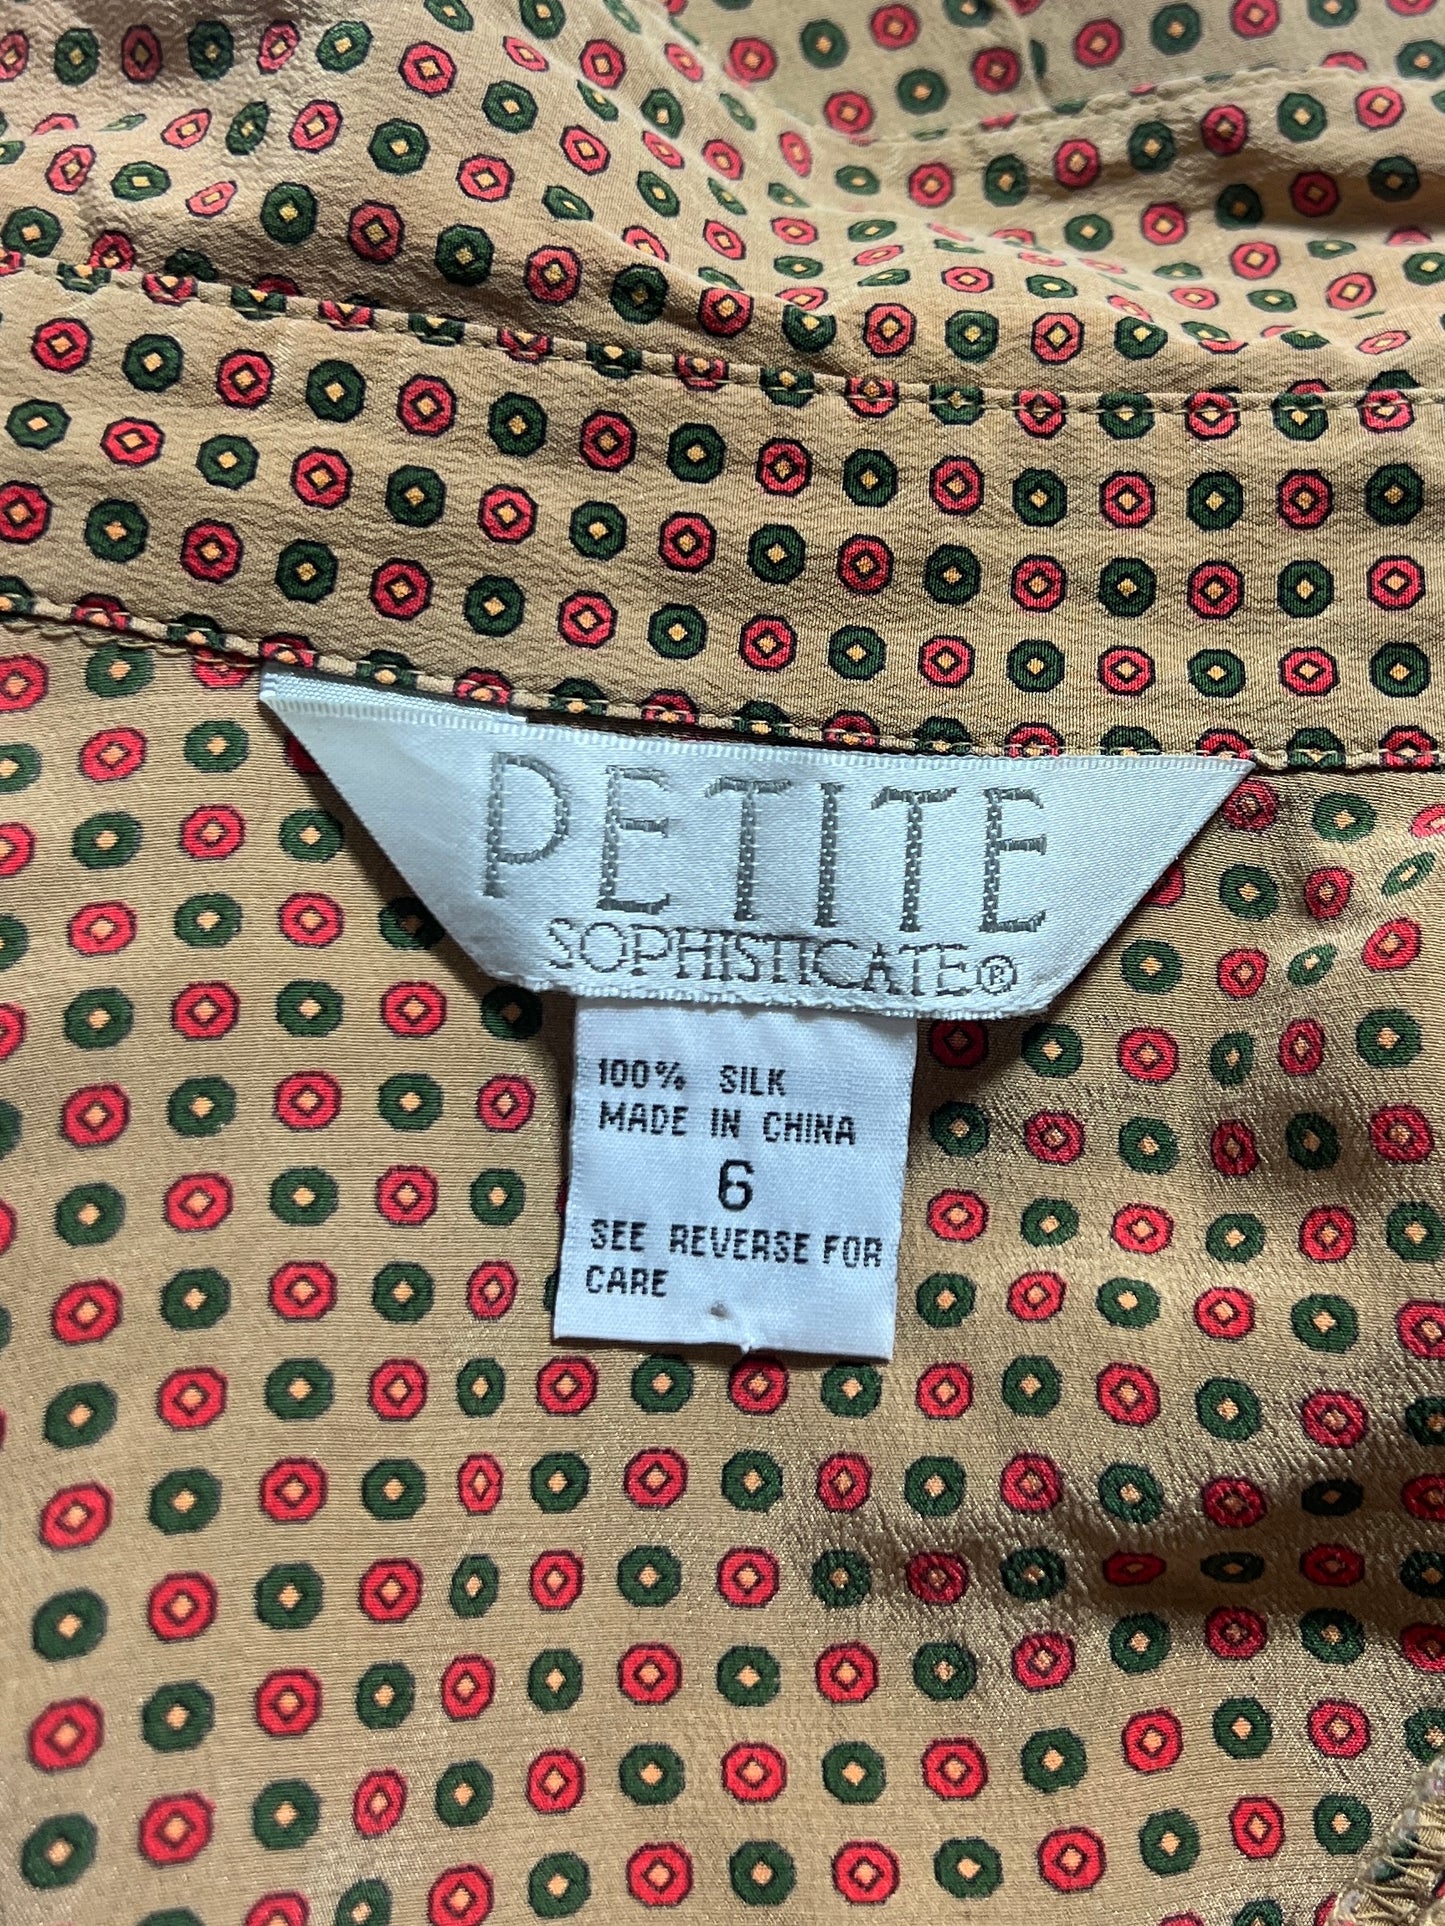 PETITE
SOPHISTICATE®
100% SILK
MADE IN CHINA
6
SEE REVERSE FOR
CARE